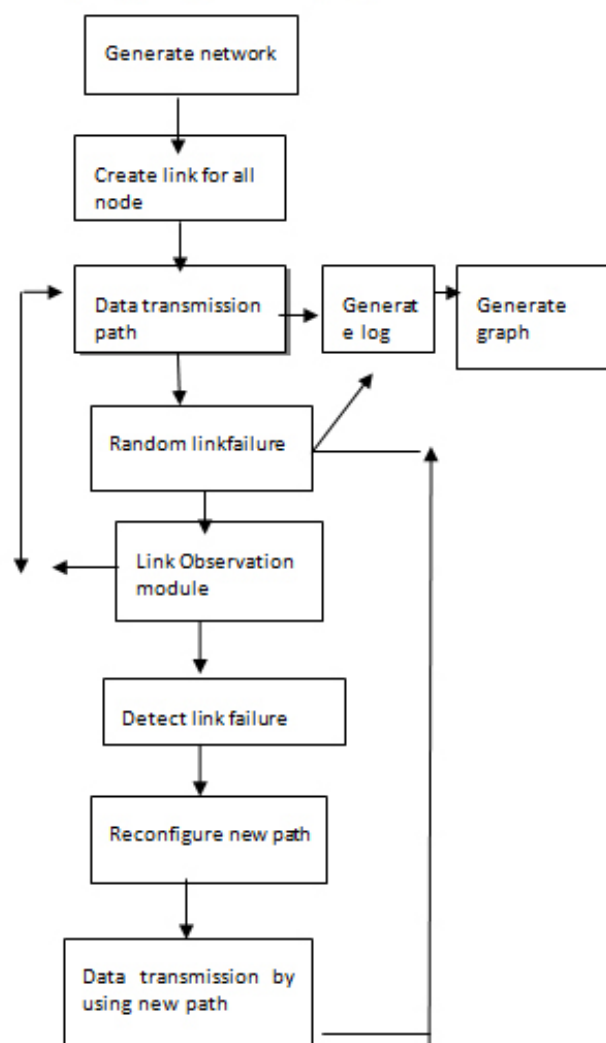 Generate network
Create link for all
node
Data transmission
path
Generat
e log
Generate
graph
Random linkfailure
Link Observation
module
Detect link failure
Reconfigure new path
Data transmission by
using new path